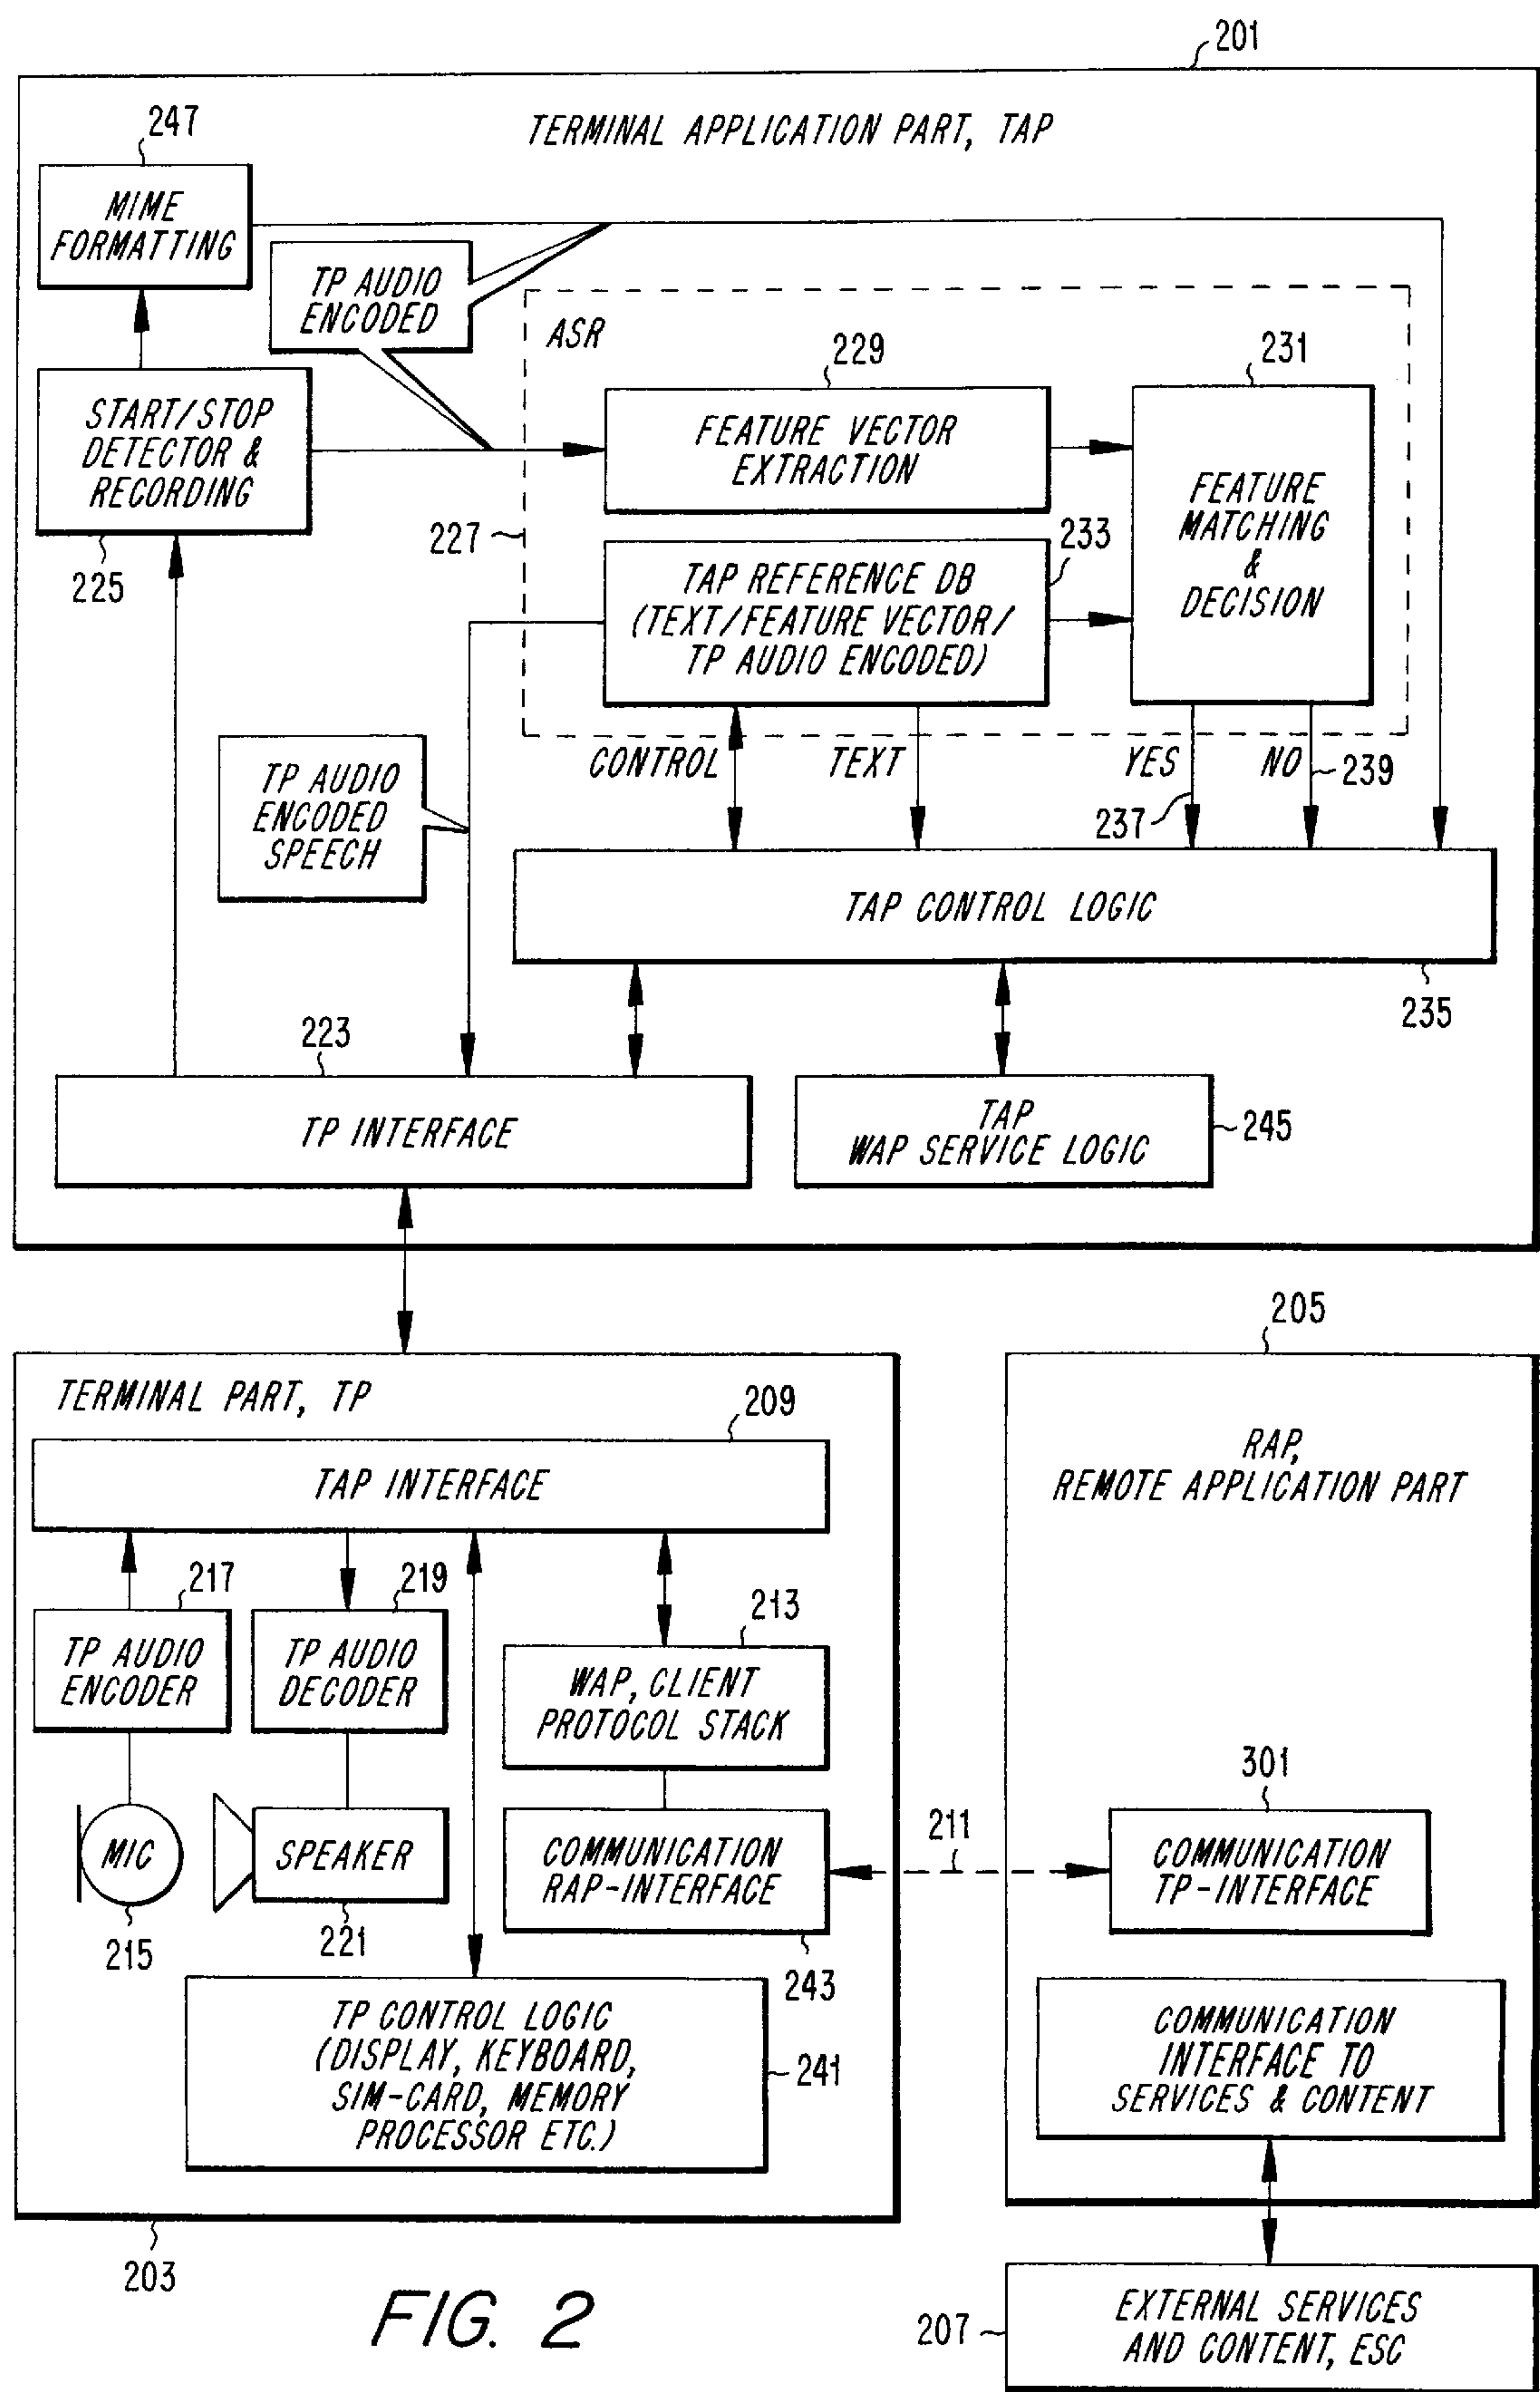 201
TERMINAL APPLICATION PART, TAP
247
MIME
FORMATTING
TP AUDIO
ENCODED
ASR
229
231
START/STOP
DETECTOR &
RECORDING
225
FEATURE VECTOR
EXTRACTION
FEATURE
MATCHING
&
DECISION
227
233
TAP REFERENCE DB
(TEXT/FEATURE VECTOR/
TP AUDIO ENCODED)
CONTROL
TEXT
YES
NO
239
237
TP AUDIO
ENCODED
SPEECH
TAP CONTROL LOGIC
235
223
TP INTERFACE
TAP
WAP SERVICE LOGIC
245
TERMINAL PART, TP
209
TAP INTERFACE
217
219
213
TP AUDIO
ENCODER
TP AUDIO
DECODER
WAP, CLIENT
PROTOCOL STACK
MIC
215
SPEAKER
221
COMMUNICATION
RAP-INTERFACE
243
211
TP CONTROL LOGIC
(DISPLAY, KEYBOARD,
SIM-CARD, MEMORY
PROCESSOR ETC.)
241
203
205
RAP,
REMOTE APPLICATION PART
301
COMMUNICATION
TP-INTERFACE
COMMUNICATION
INTERFACE TO
SERVICES & CONTENT
207
EXTERNAL SERVICES
AND CONTENT, ESC
FIG. 2